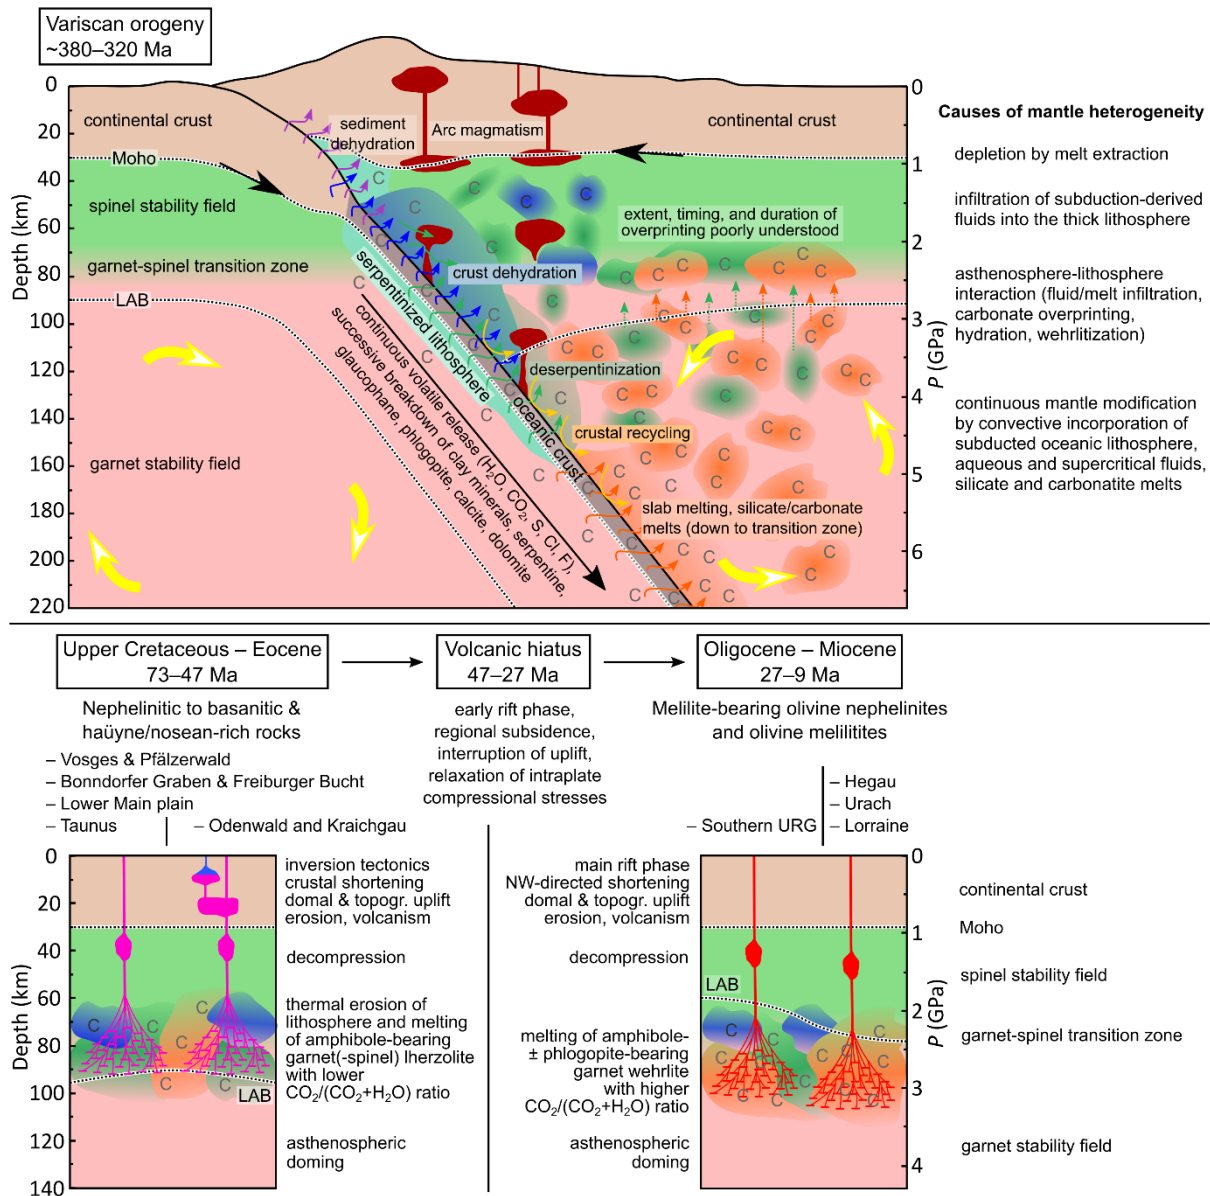 Variscan orogeny
~380–320 Ma
0
20
40
60
80
100
120
140
160
180
200
220
Depth (km)
0
1
2
3
4
5
6
P (GPa)
continental crust
Moho
spinel stability field
garnet-spinel transition zone
LAB
garnet stability field
sediment
dehydration
Arc magmatism
continental crust
extent, timing, and duration of
overprinting poorly understood
crust dehydration
serpentinized lithosphere
deserpentinization
oceanic crust
crustal recycling
slab melting, silicate/carbonate
melts (down to transition zone)
continuous volatile release (H₂O, CO₂, S, Cl, F),
successive breakdown of clay minerals, serpentine,
glaucophane, phlogopite, calcite, dolomite
C
Causes of mantle heterogeneity
depletion by melt extraction
infiltration of subduction-derived
fluids into the thick lithosphere
asthenosphere-lithosphere
interaction (fluid/melt infiltration,
carbonate overprinting,
hydration, wehrlitization)
continuous mantle modification
by convective incorporation of
subducted oceanic lithosphere,
aqueous and supercritical fluids,
silicate and carbonatite melts
Upper Cretaceous – Eocene
73–47 Ma
Volcanic hiatus
47–27 Ma
Oligocene – Miocene
27–9 Ma
Nephelinitic to basanitic &
haüyne/nosean-rich rocks
– Vosges & Pfälzerwald
– Bonndorfer Graben & Freiburger Bucht
– Lower Main plain
– Taunus
– Odenwald and Kraichgau
early rift phase,
regional subsidence,
interruption of uplift,
relaxation of intraplate
compressional stresses
Melilite-bearing olivine nephelinites
and olivine melilitites
– Hegau
– Urach
– Lorraine
– Southern URG
0
20
40
60
80
100
120
140
Depth (km)
C
LAB
inversion tectonics
crustal shortening
domal & topogr. uplift
erosion, volcanism
decompression
thermal erosion of
lithosphere and melting
of amphibole-bearing
garnet(-spinel) lherzolite
with lower
CO₂/(CO₂+H₂O) ratio
asthenospheric
doming
main rift phase
NW-directed shortening
domal & topogr. uplift
erosion, volcanism
decompression
melting of amphibole-
± phlogopite-bearing
garnet wehrlite
with higher
CO₂/(CO₂+H₂O) ratio
asthenospheric
doming
LAB
C
0
1
2
3
4
P (GPa)
continental crust
Moho
spinel stability field
garnet-spinel transition zone
garnet stability field